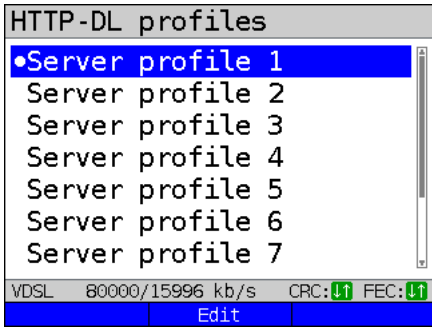 HTTP-DL profiles
•Server profile 1
Server profile 2
Server profile 3
Server profile 4
Server profile 5
Server profile 6
Server profile 7
VDSL 80000/15996 kb/s CRC:↓↑ FEC:↓↑
Edit